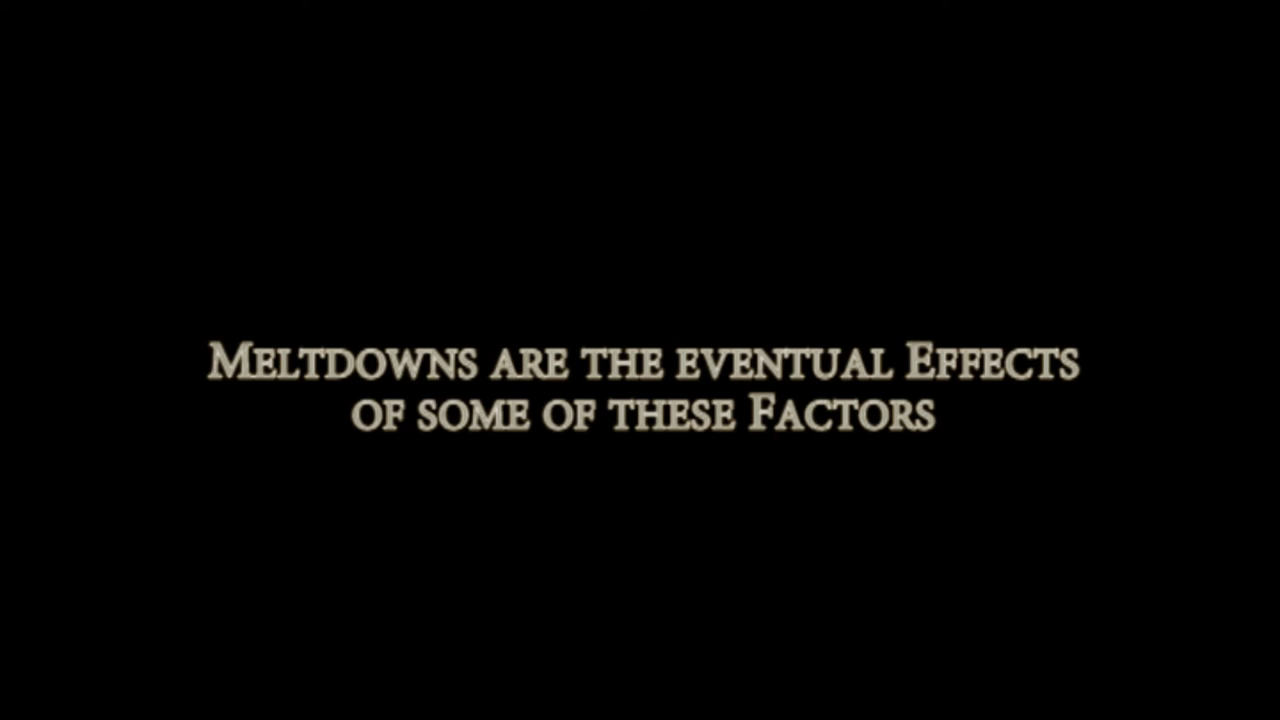 Meltdowns are the eventual Effects
of some of these Factors